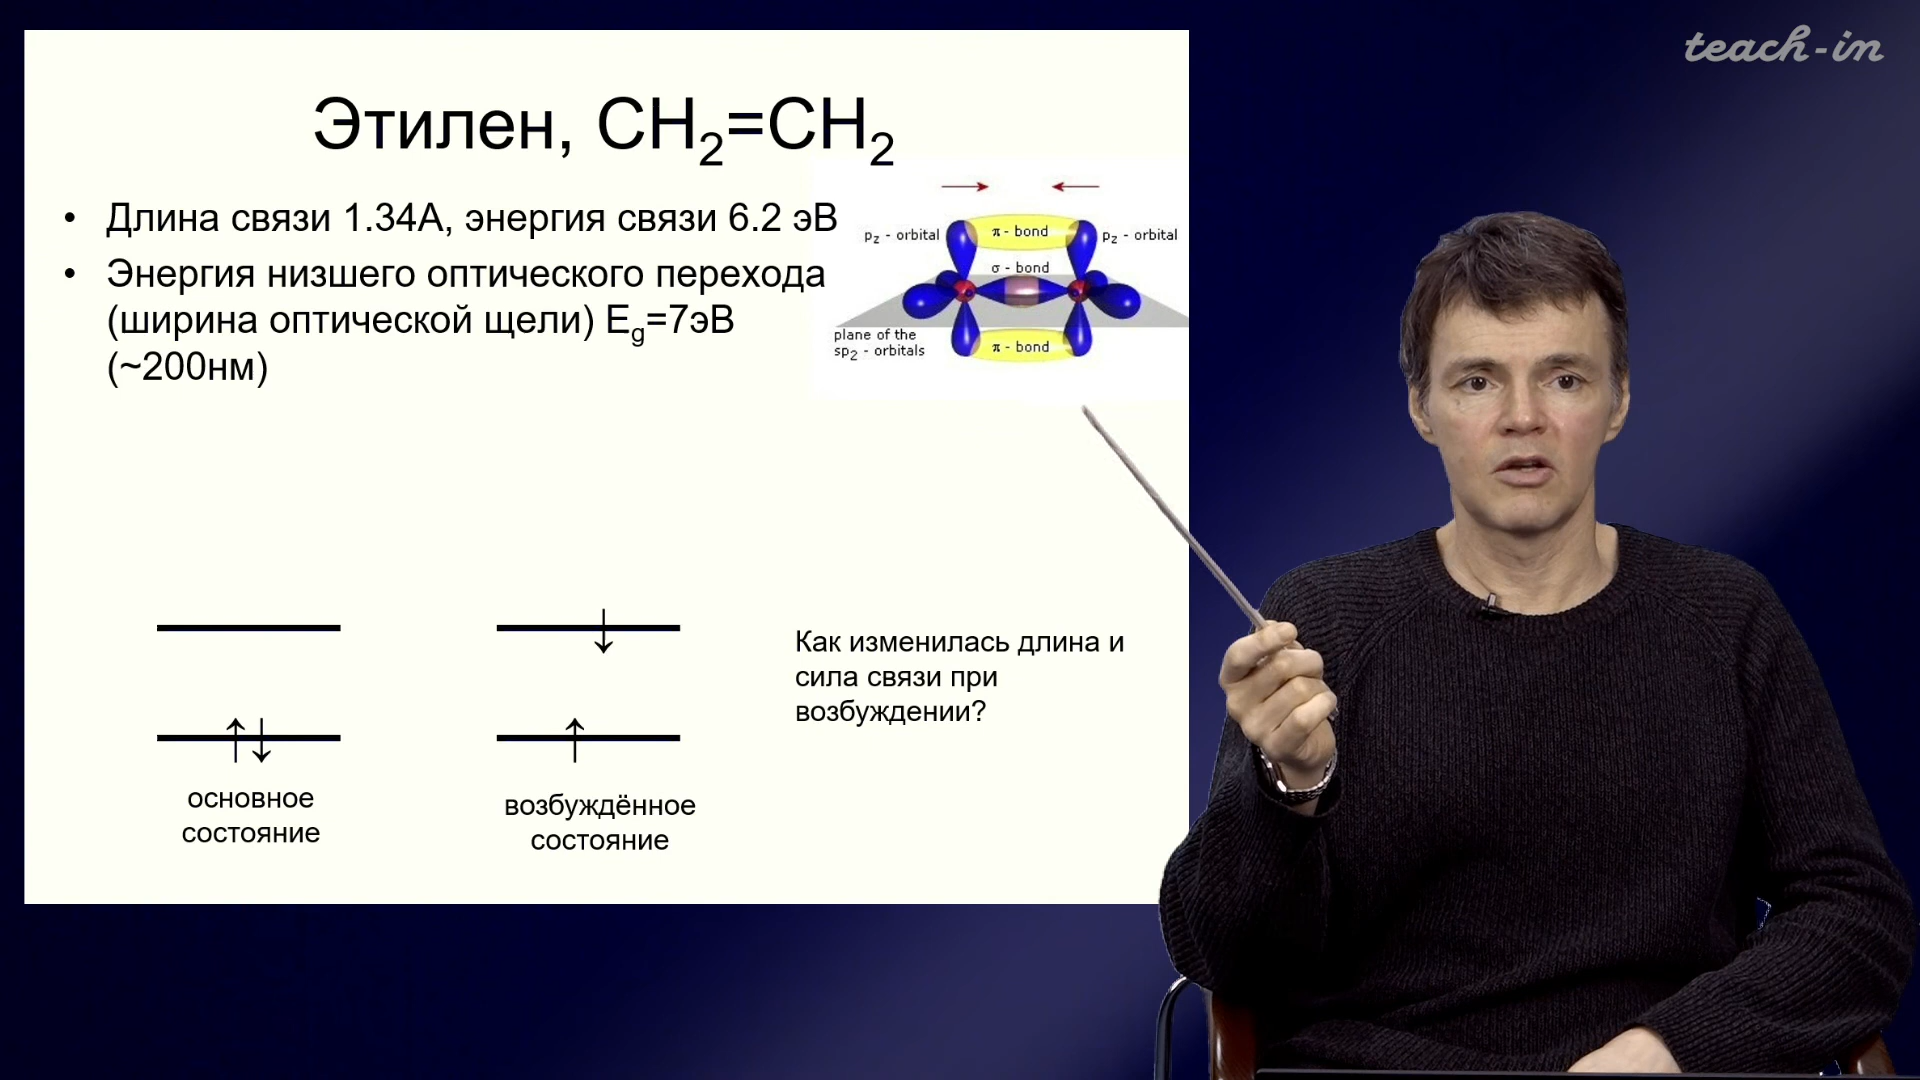 teach-in
Этилен, CH₂=CH₂
• Длина связи 1.34А, энергия связи 6.2 эВ
• Энергия низшего оптического перехода
(ширина оптической щели) Eg=7эВ
(~200нм)
pz - orbital
π - bond
pz - orbital
σ - bond
plane of the
sp2 - orbitals
π - bond
Как изменилась длина и
сила связи при
возбуждении?
основное
состояние
возбуждённое
состояние